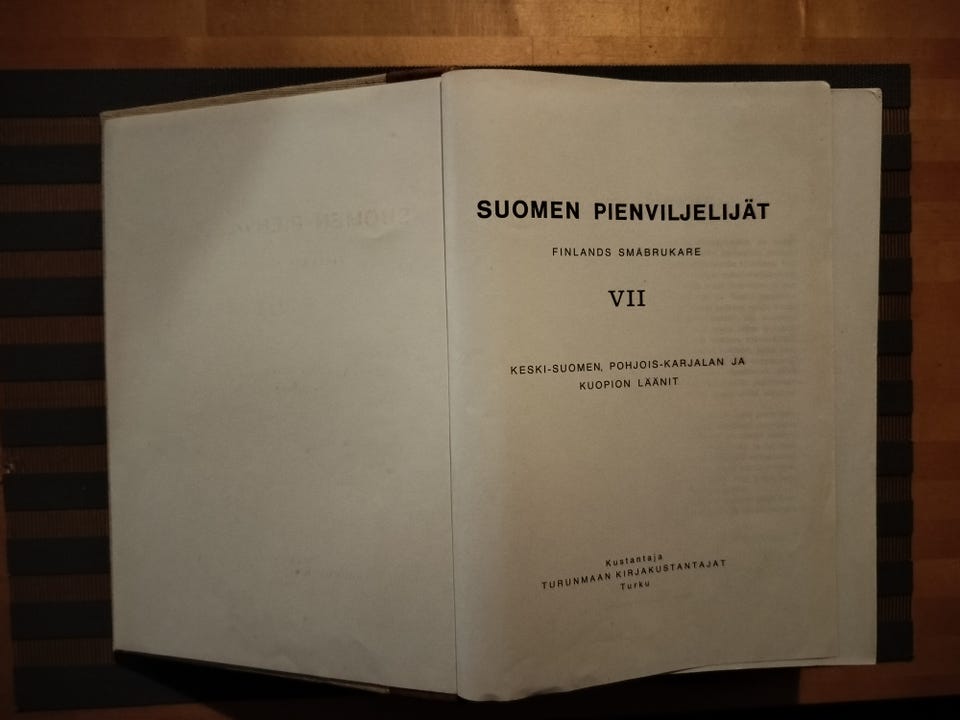 SUOMEN PIENVILJELIJÄT
FINLANDS SMÅBRUKARE
VII
KESKI-SUOMEN, POHJOIS-KARJALAN JA
KUOPION LÄÄNIT
Kustantaja
TURUNMAAN KIRJAKUSTANTAJAT
Turku